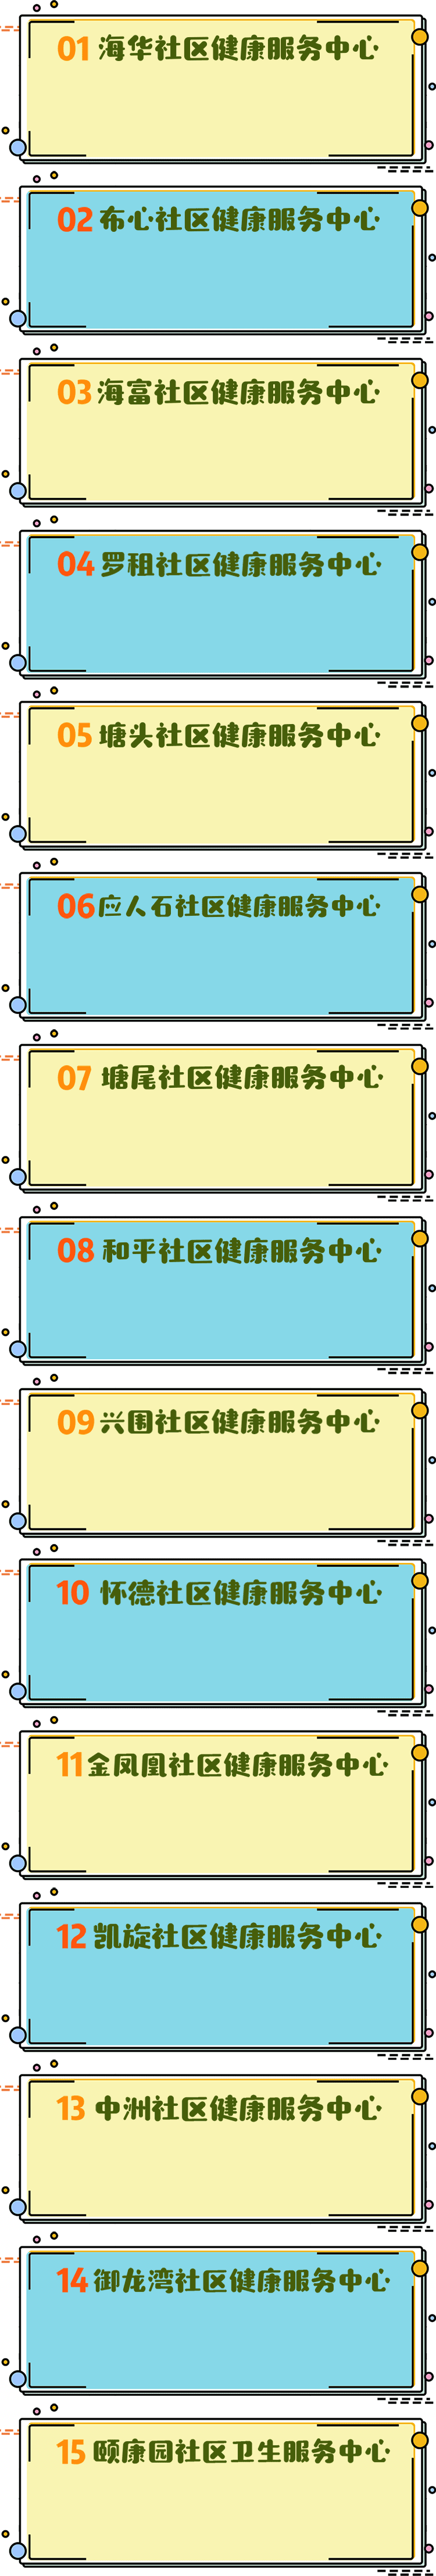 01 海华社区健康服务中心
02 布心社区健康服务中心
03 海富社区健康服务中心
04 罗租社区健康服务中心
05 塘头社区健康服务中心
06 应人石社区健康服务中心
07 塘尾社区健康服务中心
08 和平社区健康服务中心
09 兴围社区健康服务中心
10 怀德社区健康服务中心
11 金凤凰社区健康服务中心
12 凯旋社区健康服务中心
13 中洲社区健康服务中心
14 御龙湾社区健康服务中心
15 颐康园社区卫生服务中心